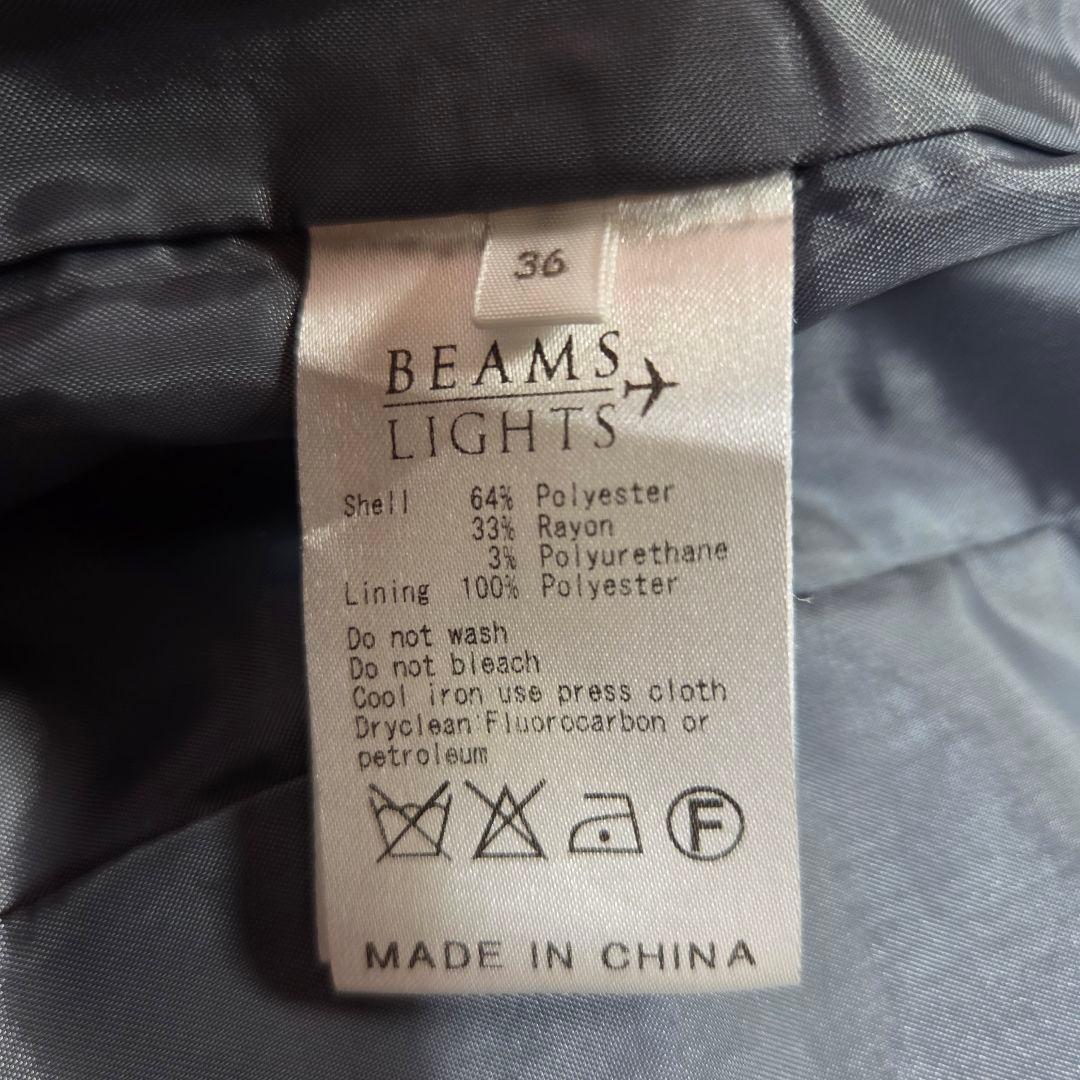 36
BEAMS
LIGHTS
Shell 64% Polyester
33% Rayon
3% Polyurethane
Lining 100% Polyester
Do not wash
Do not bleach
Cool iron use press cloth
Dryclean:Fluorocarbon or
petroleum
F
MADE IN CHINA